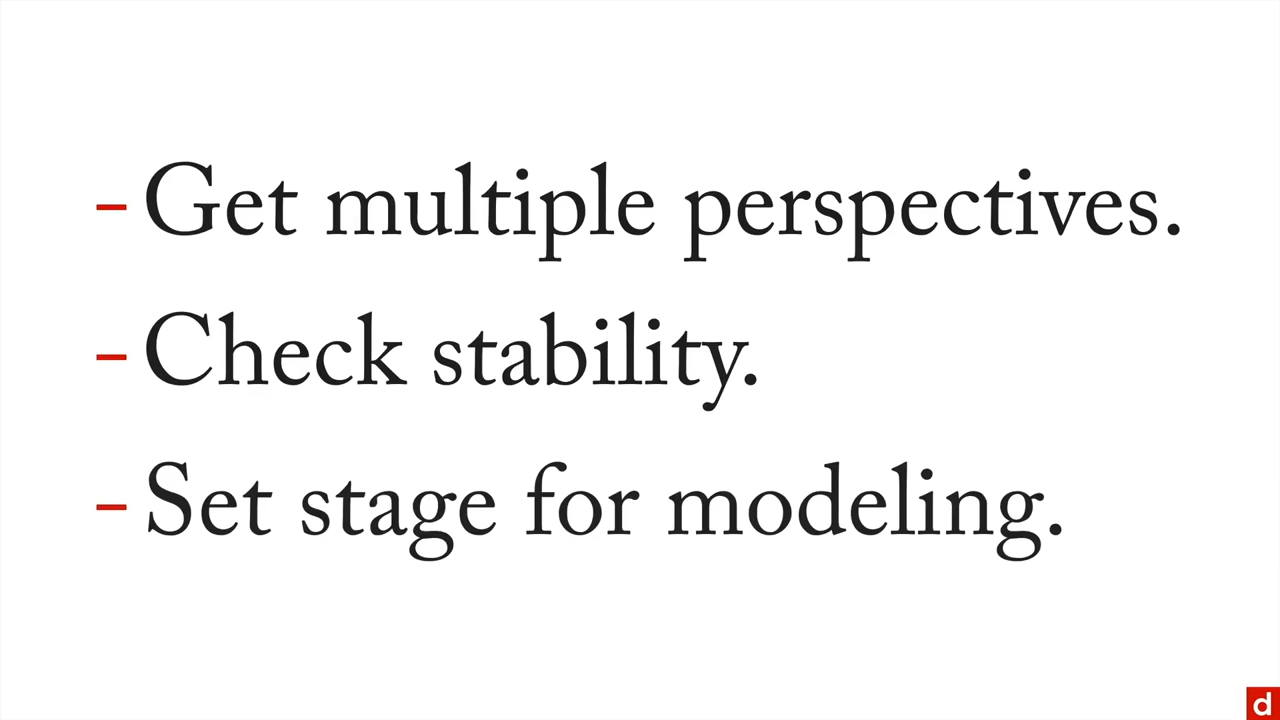 - Get multiple perspectives.
- Check stability.
- Set stage for modeling.
d